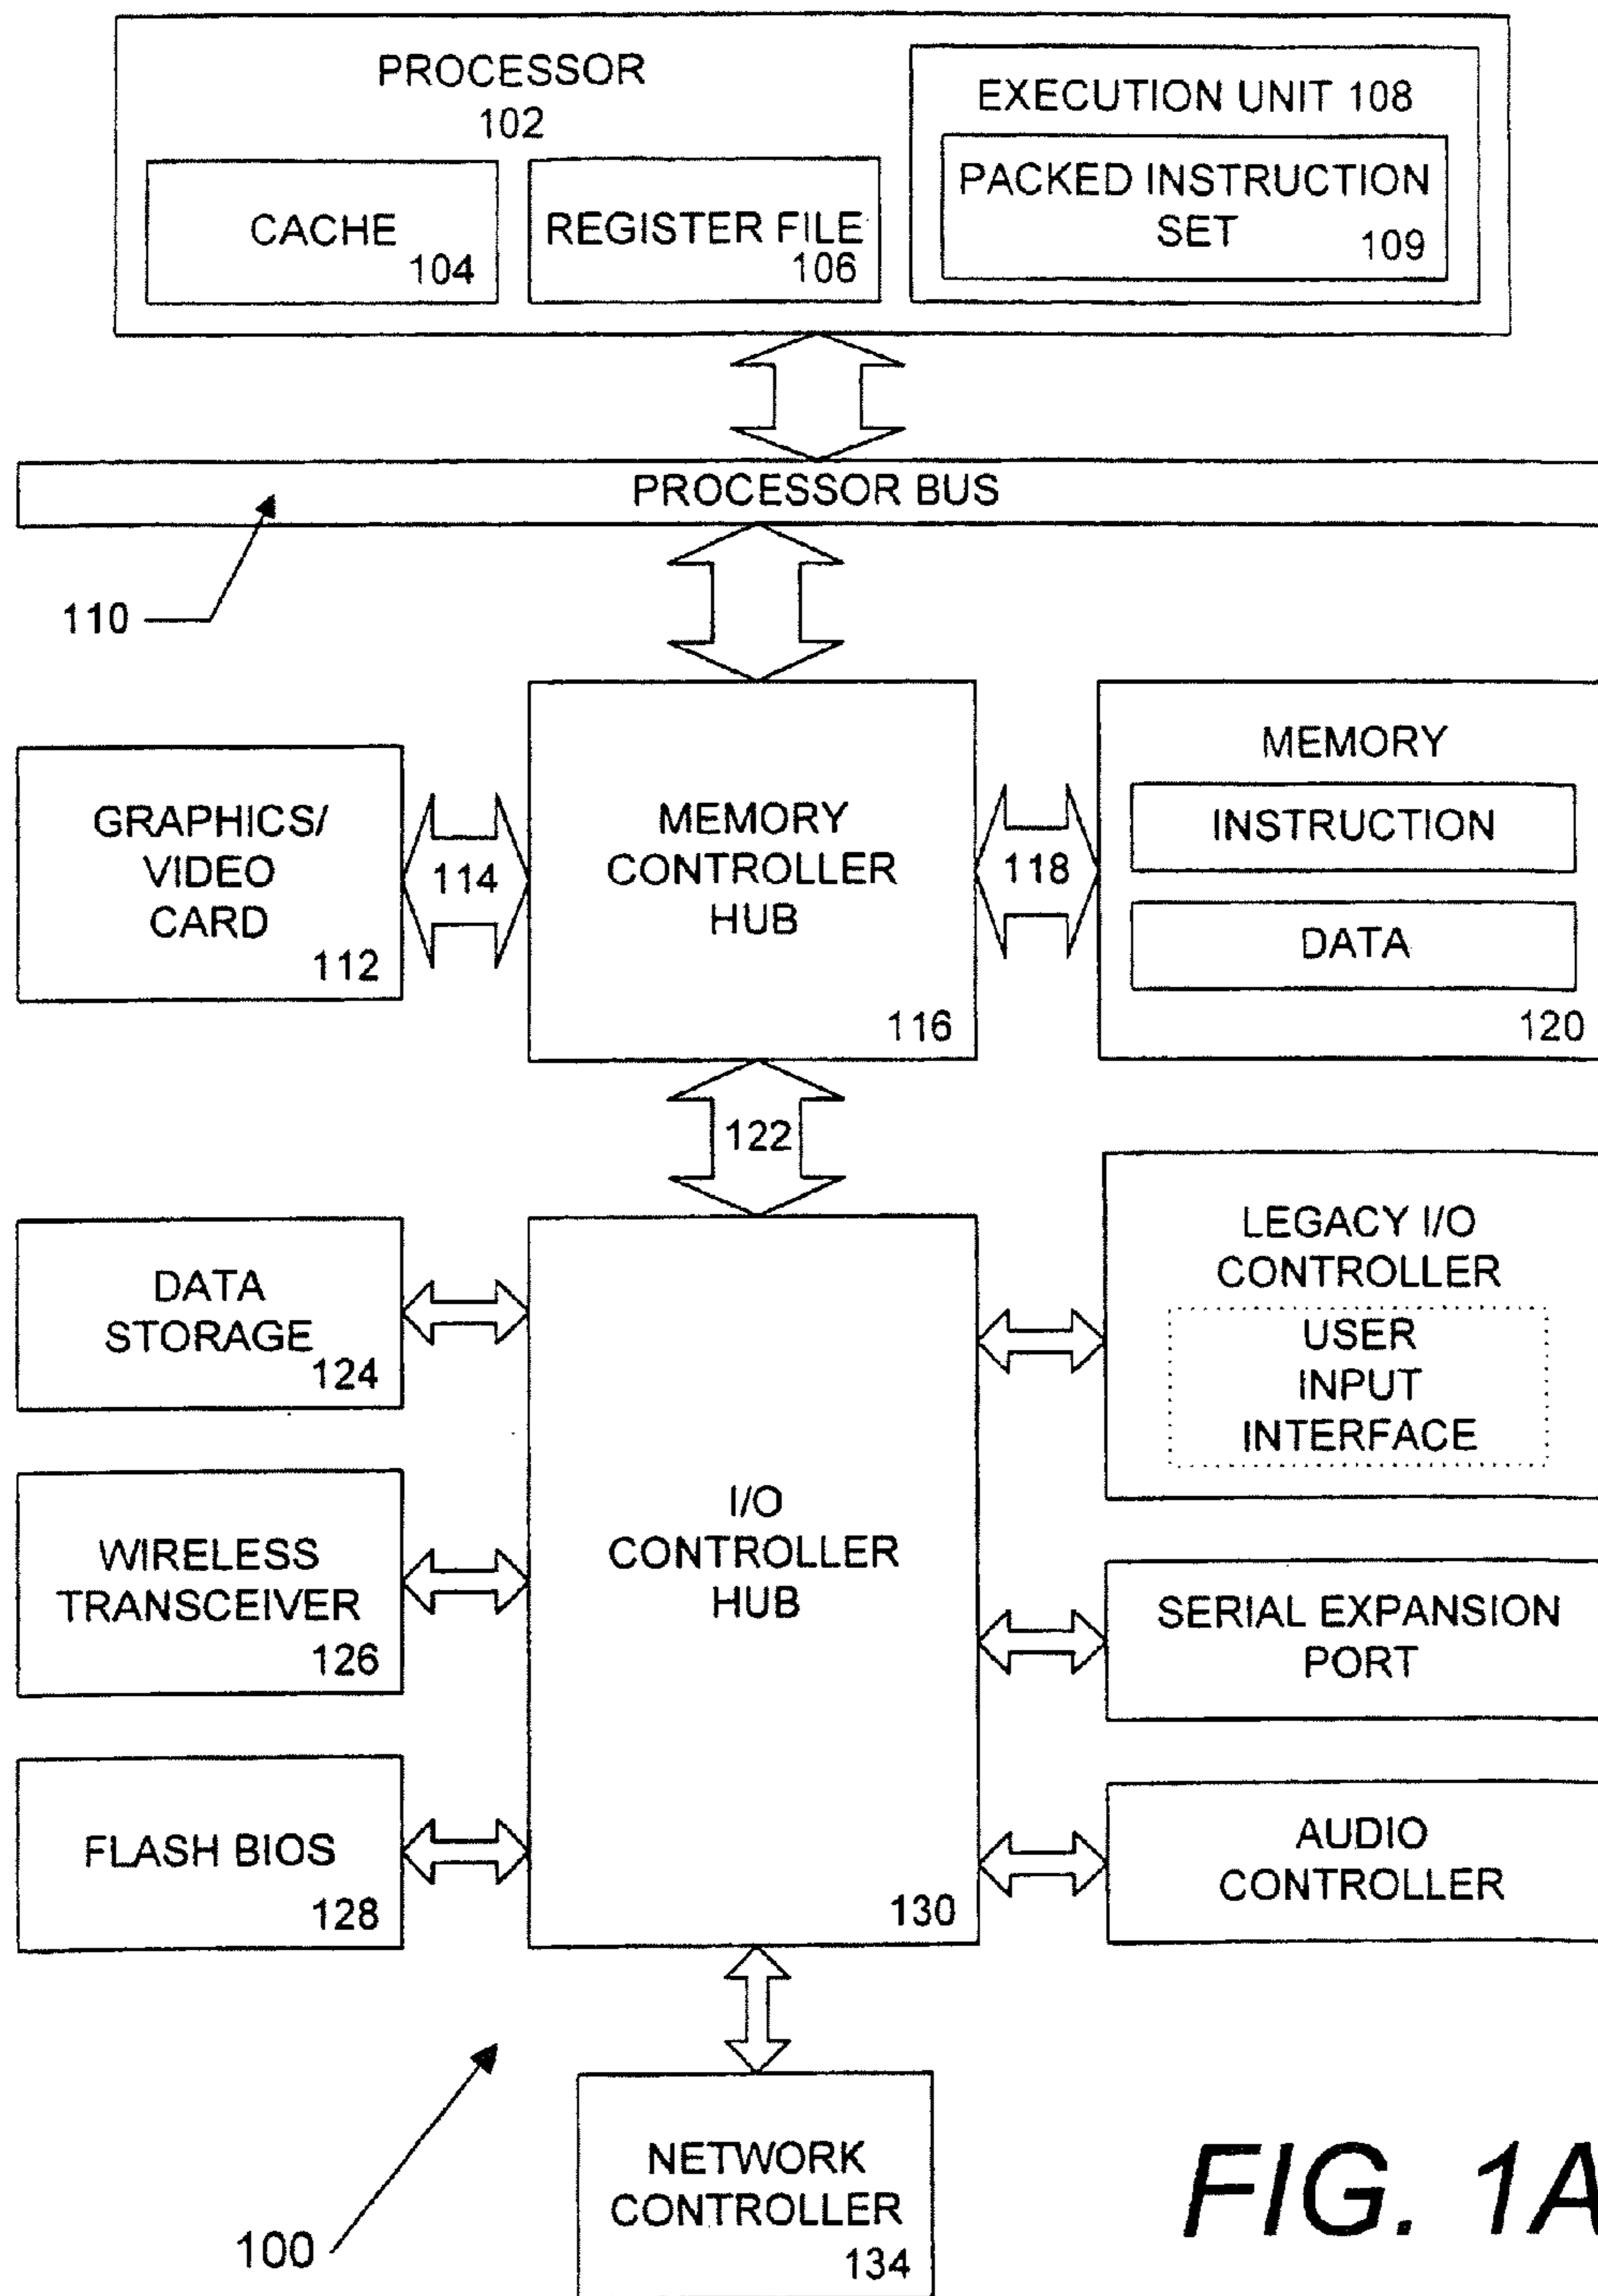 PROCESSOR
102
CACHE
104
REGISTER FILE
106
EXECUTION UNIT 108
PACKED INSTRUCTION
SET
109
PROCESSOR BUS
110
GRAPHICS/
VIDEO
CARD
112
114
MEMORY
CONTROLLER
HUB
116
118
MEMORY
INSTRUCTION
DATA
120
122
DATA
STORAGE
124
WIRELESS
TRANSCEIVER
126
FLASH BIOS
128
I/O
CONTROLLER
HUB
130
LEGACY I/O
CONTROLLER
USER
INPUT
INTERFACE
SERIAL EXPANSION
PORT
AUDIO
CONTROLLER
NETWORK
CONTROLLER
134
100
FIG. 1A